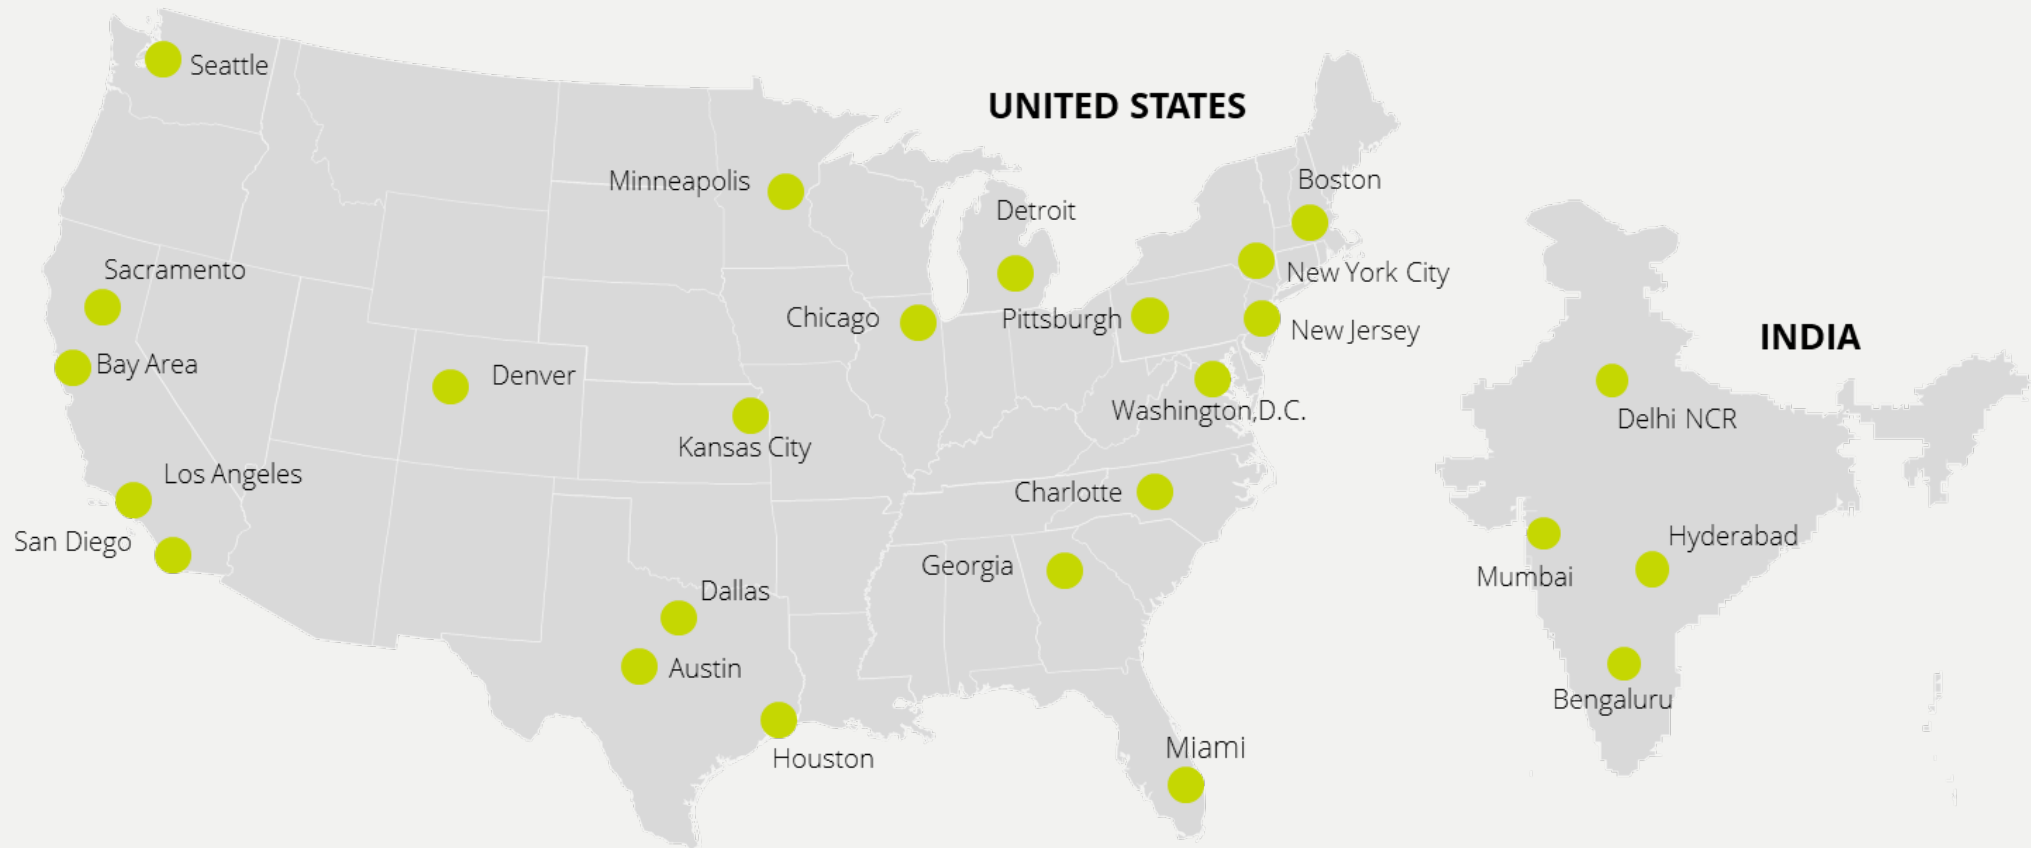 Seattle
UNITED STATES
Minneapolis
Boston
Detroit
Sacramento
New York City
Chicago
Pittsburgh
New Jersey
INDIA
Bay Area
Denver
Washington,D.C.
Delhi NCR
Kansas City
Los Angeles
Charlotte
San Diego
Hyderabad
Georgia
Mumbai
Dallas
Austin
Bengaluru
Miami
Houston